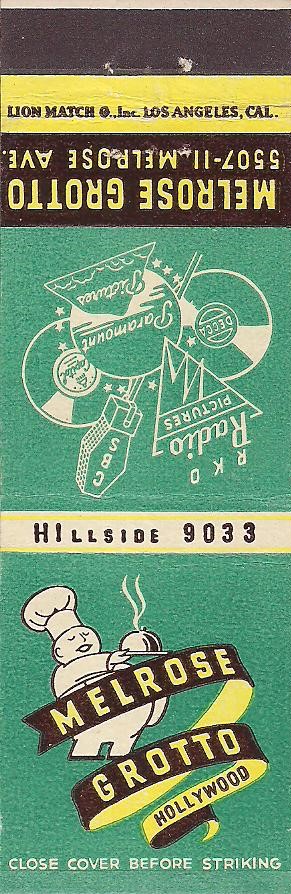 LION MATCH CO., Inc. LOS ANGELES, CAL.
MELROSE GROTTO
5507-11 MELROSE AVE.
RKO
Radio
PICTURES
CBS
Paramount
Pictures
DECCA
Capitol
HILLSIDE 9033
MELROSE
GROTTO
HOLLYWOOD
CLOSE COVER BEFORE STRIKING